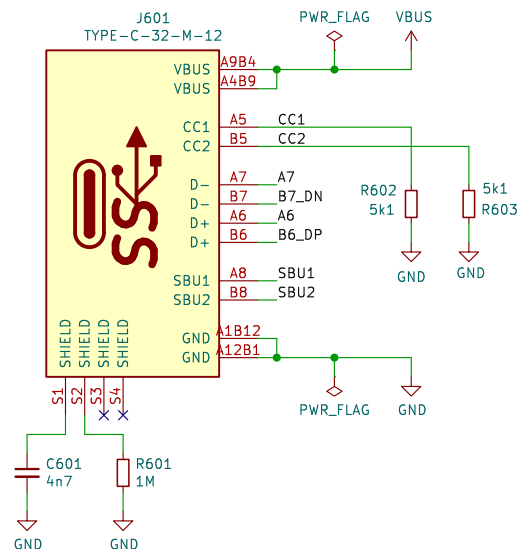 J601
TYPE-C-32-M-12
PWR_FLAG
VBUS
VBUS
A9B4
VBUS
A4B9
CC1
A5
CC1
CC2
B5
CC2
D-
A7
A7
D-
B7
B7_DN
D+
A6
A6
D+
B6
B6_DP
R602
5k1
5k1
R603
GND
GND
SBU1
A8
SBU1
SBU2
B8
SBU2
GND
A1B12
GND
A12B1
SHIELD
SHIELD
SHIELD
SHIELD
S1
S2
S3
S4
PWR_FLAG
GND
C601
4n7
R601
1M
GND
GND
SS